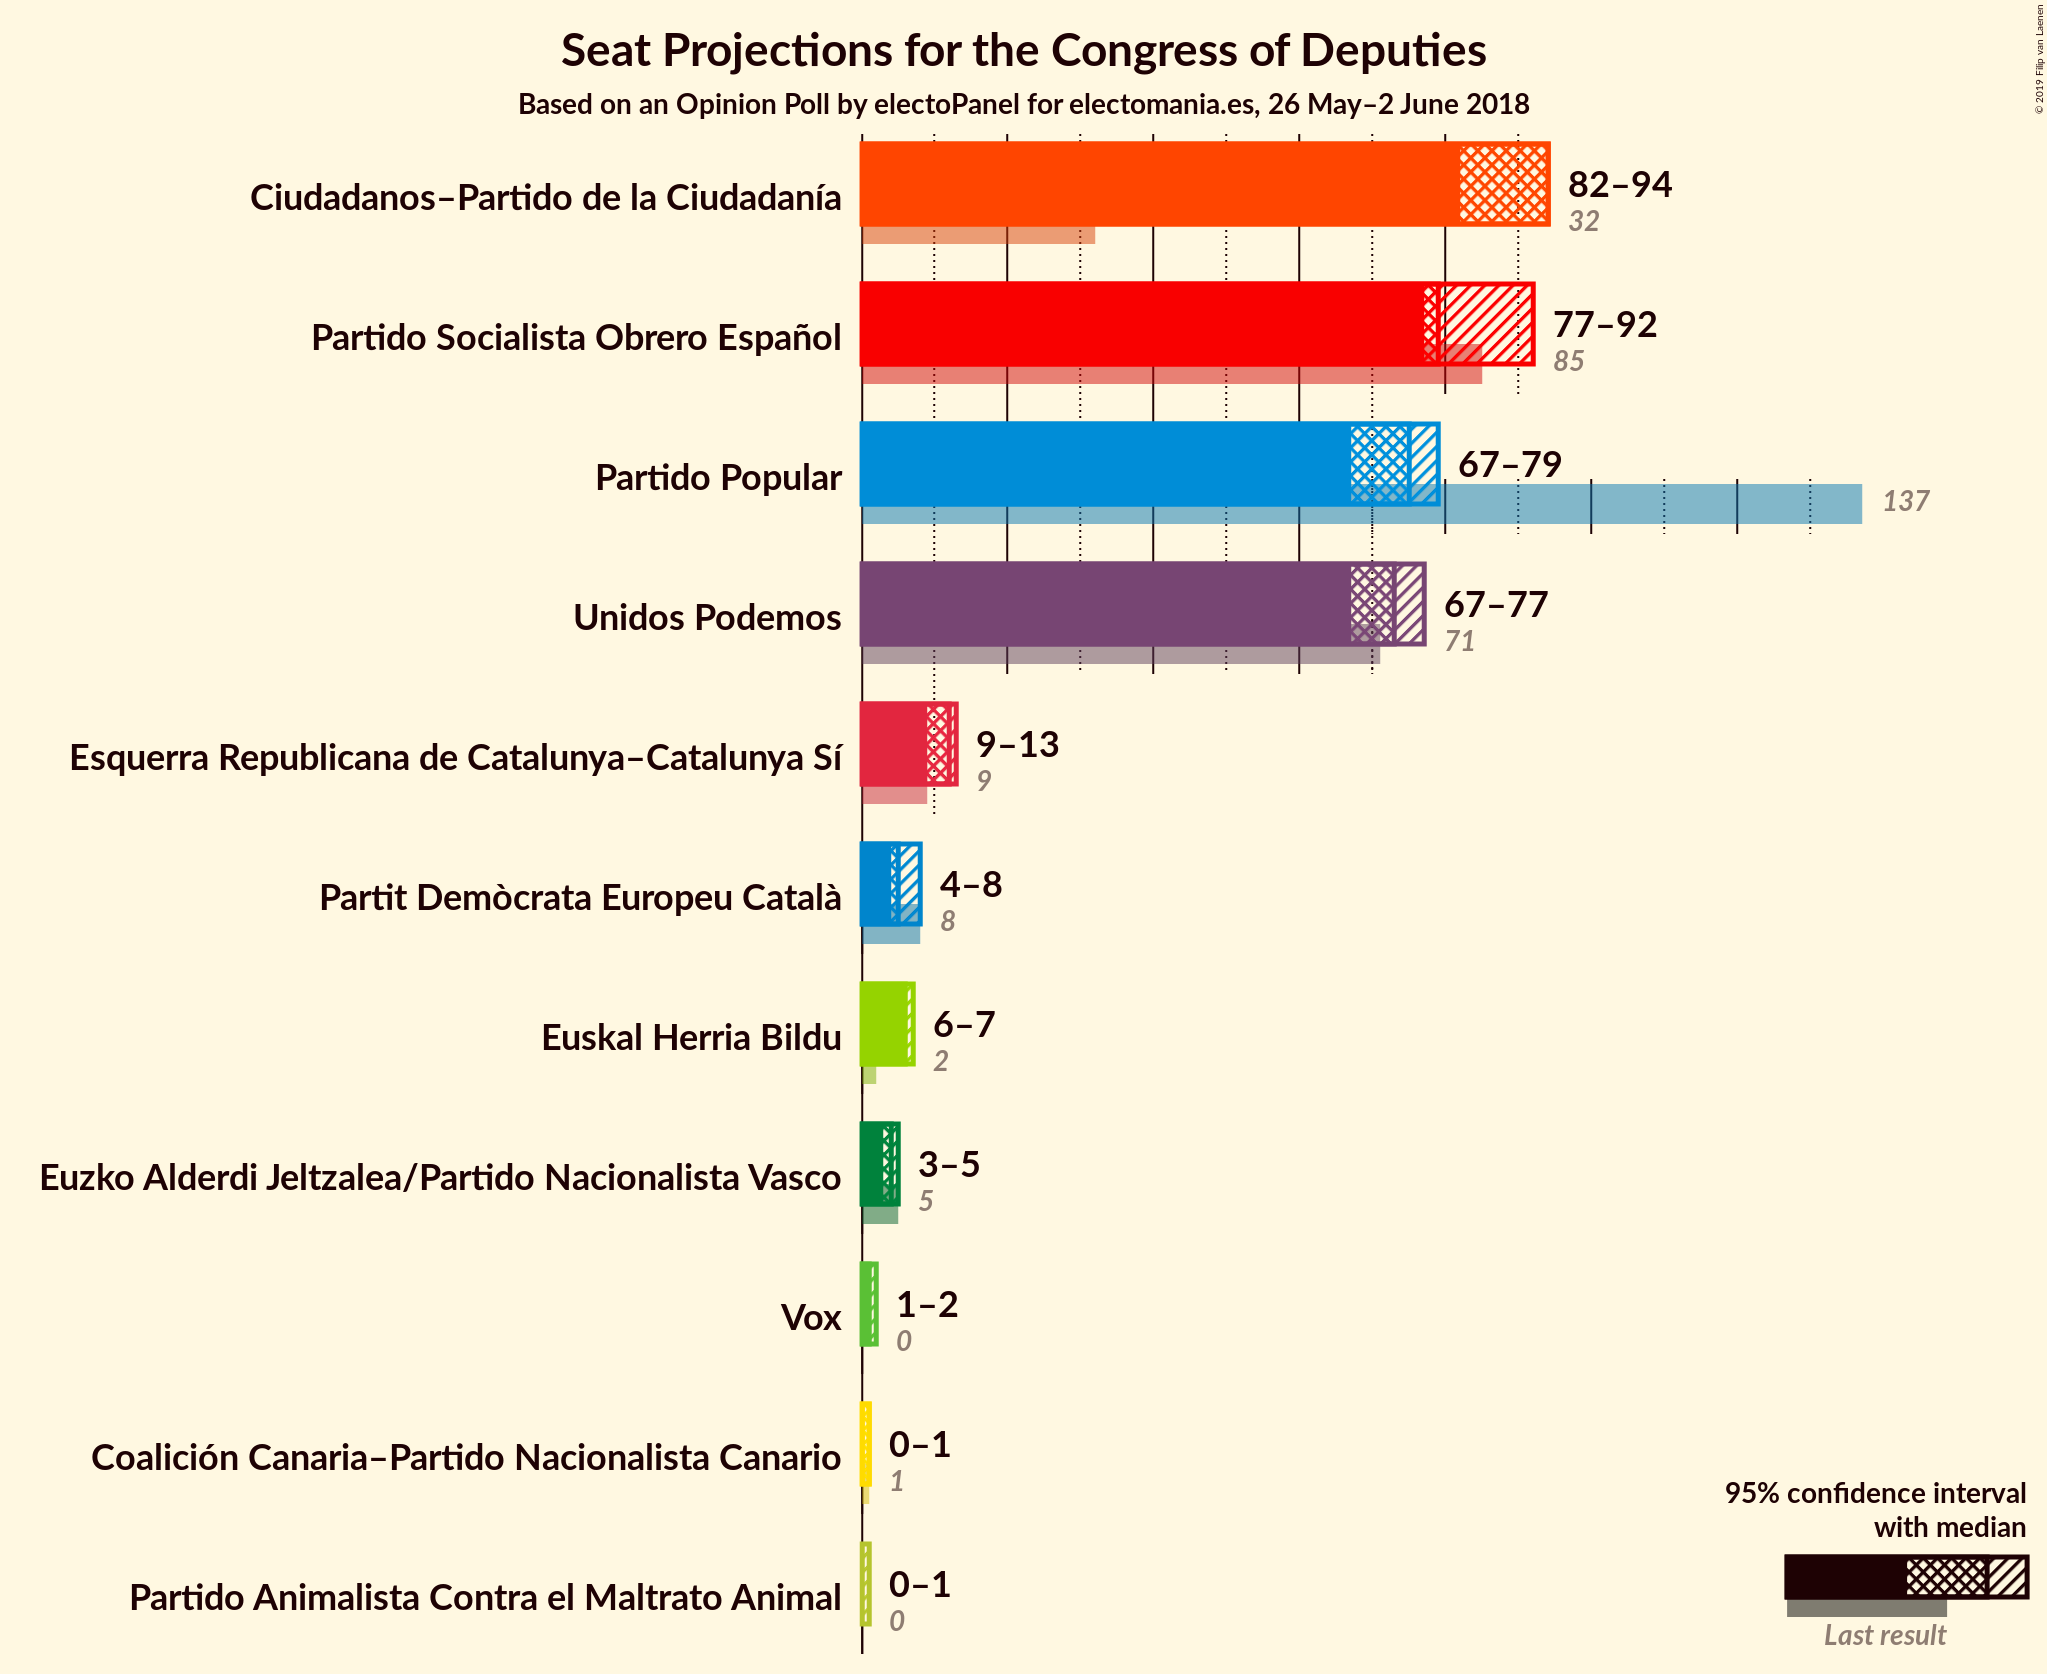 Seat Projections for the Congress of Deputies
Based on an Opinion Poll by electoPanel for electomania.es, 26 May–2 June 2018
© 2019 Filip van Laenen
Ciudadanos–Partido de la Ciudadanía
82–94
32
Partido Socialista Obrero Español
77–92
85
Partido Popular
67–79
137
Unidos Podemos
67–77
71
Esquerra Republicana de Catalunya–Catalunya Sí
9–13
9
Partit Demòcrata Europeu Català
4–8
8
Euskal Herria Bildu
6–7
2
Euzko Alderdi Jeltzalea/Partido Nacionalista Vasco
3–5
5
Vox
1–2
0
Coalición Canaria–Partido Nacionalista Canario
0–1
1
Partido Animalista Contra el Maltrato Animal
0–1
0
95% confidence interval
with median
Last result